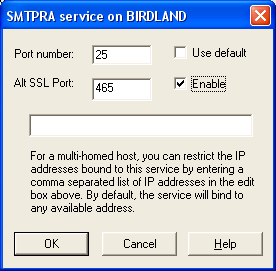 SMTPRA service on BIRDLAND
Port number: 25 Use default
Alt SSL Port: 465 Enable
For a multi-homed host, you can restrict the IP
addresses bound to this service by entering a
comma separated list of IP addresses in the edit
box above. By default, the service will bind to
any available address.
OK Cancel Help